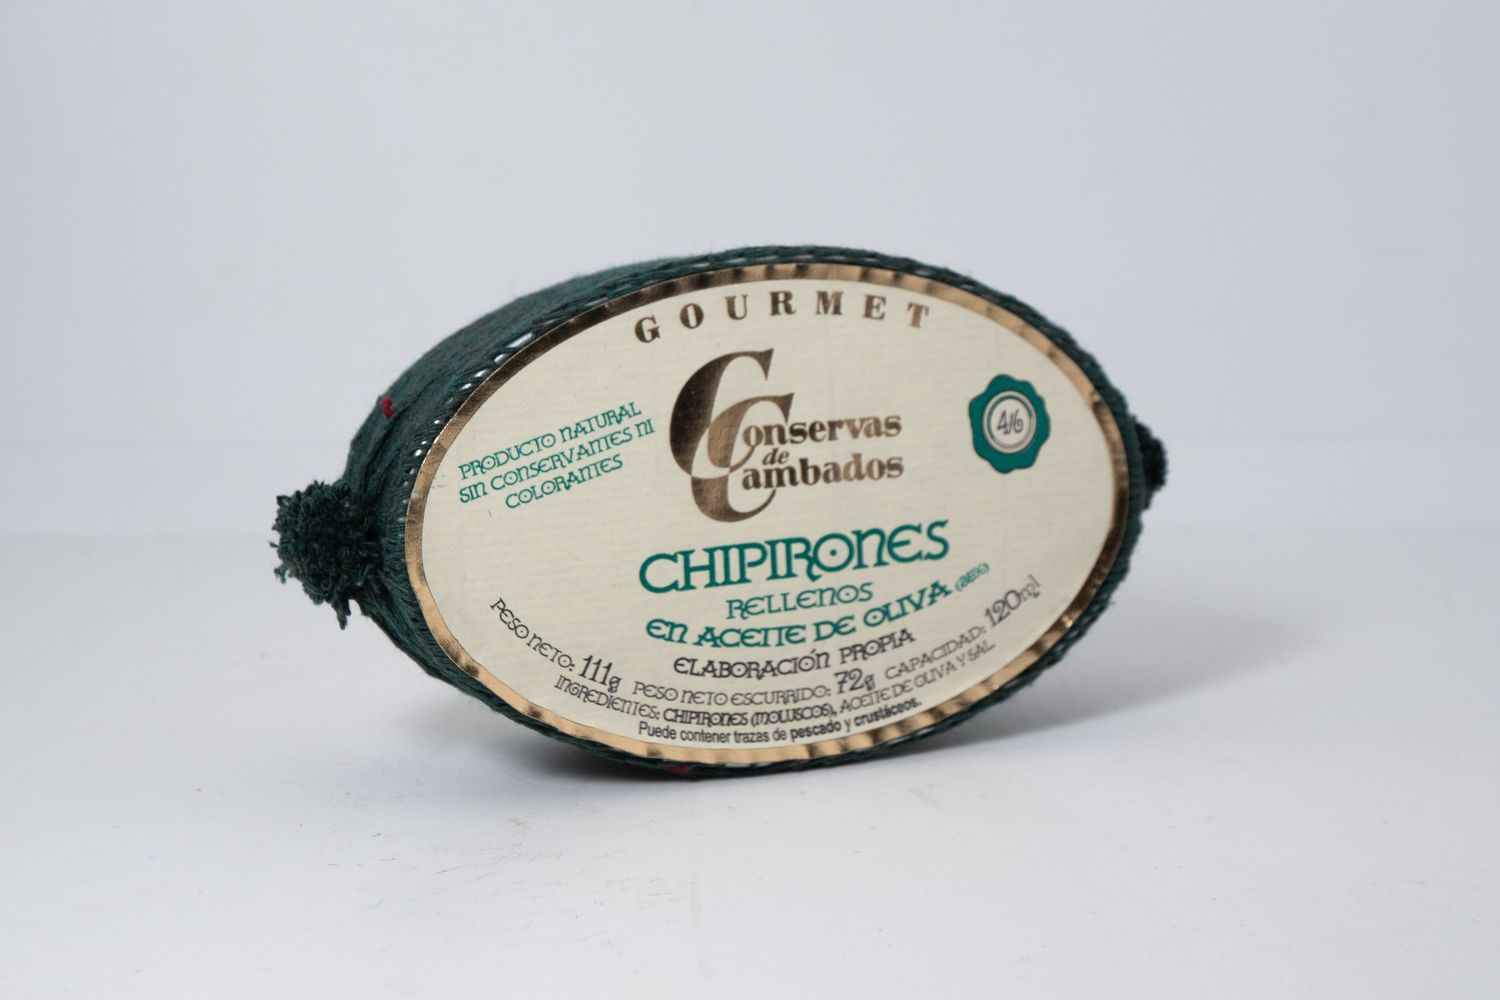 GOURMET
Conservas
de
Cambados
4/6
PRODUCTO NATURAL
SIN CONSERVANTES NI
COLORANTES
CHIPIRONES
RELLENOS
EN ACEITE DE OLIVA
ELABORACIÓN PROPIA
PESO NETO: 111g PESO NETO ESCURRIDO: 72g CAPACIDAD: 120ml
INGREDIENTES: CHIPIRONES (MOLUSCOS), ACEITE DE OLIVA Y SAL.
Puede contener trazas de pescado y crustáceos.